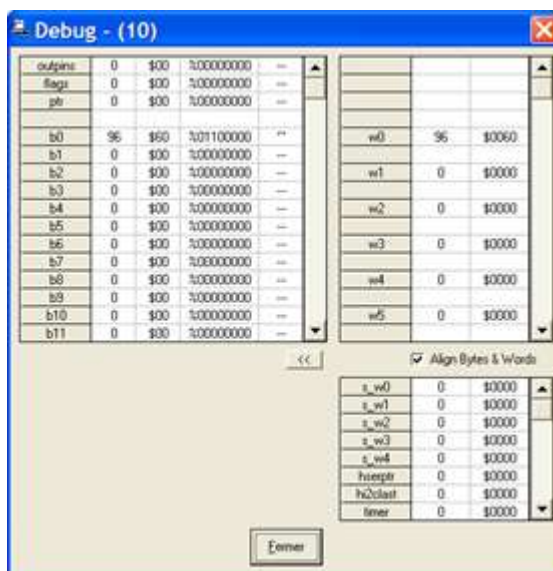 Debug - (10)
outpins 0 $00 %00000000 ---
flags 0 $00 %00000000 ---
ptr 0 $00 %00000000 ---
b0 96 $60 %01100000 "`" w0 96 $0060
b1 0 $00 %00000000 ---
b2 0 $00 %00000000 --- w1 0 $0000
b3 0 $00 %00000000 ---
b4 0 $00 %00000000 --- w2 0 $0000
b5 0 $00 %00000000 ---
b6 0 $00 %00000000 --- w3 0 $0000
b7 0 $00 %00000000 ---
b8 0 $00 %00000000 --- w4 0 $0000
b9 0 $00 %00000000 ---
b10 0 $00 %00000000 --- w5 0 $0000
b11 0 $00 %00000000 ---
<< Align Bytes & Words
s_w0 0 $0000
s_w1 0 $0000
s_w2 0 $0000
s_w3 0 $0000
s_w4 0 $0000
hserptr 0 $0000
hi2clast 0 $0000
timer 0 $0000
Fermer